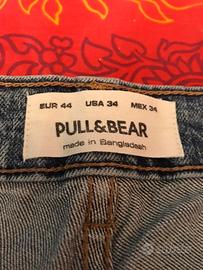 EUR 44 USA 34 MEX 34
PULL&BEAR
made in Bangladesh